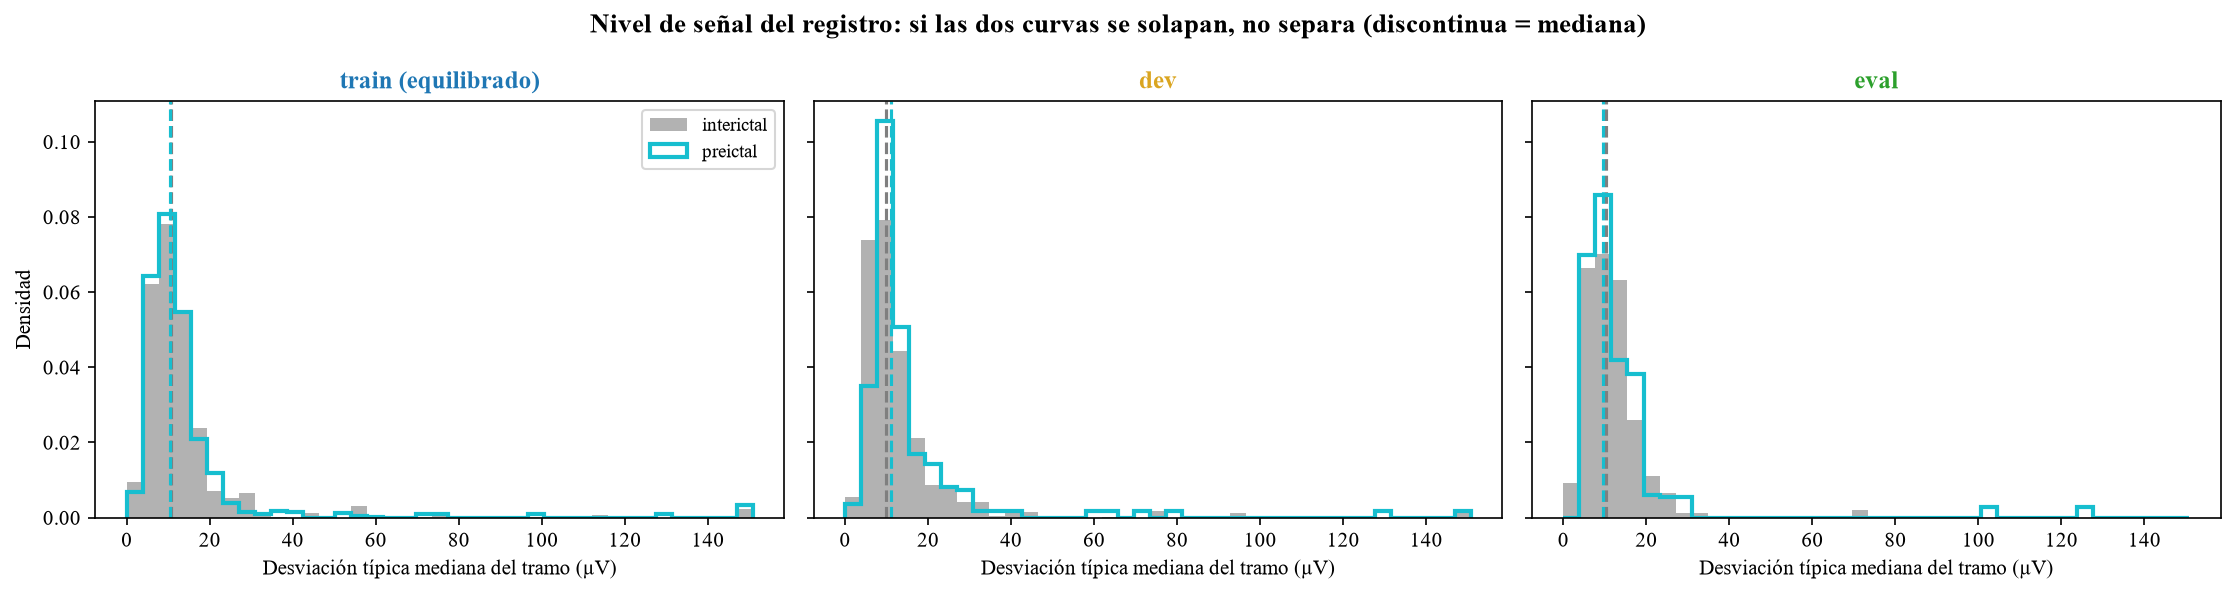 Nivel de señal del registro: si las dos curvas se solapan, no separa (discontinua = mediana)
train (equilibrado)
dev
eval
interictal
preictal
Densidad
0.10
0.08
0.06
0.04
0.02
0.00
0 20 40 60 80 100 120 140
0 20 40 60 80 100 120 140
0 20 40 60 80 100 120 140
Desviación típica mediana del tramo (µV)
Desviación típica mediana del tramo (µV)
Desviación típica mediana del tramo (µV)